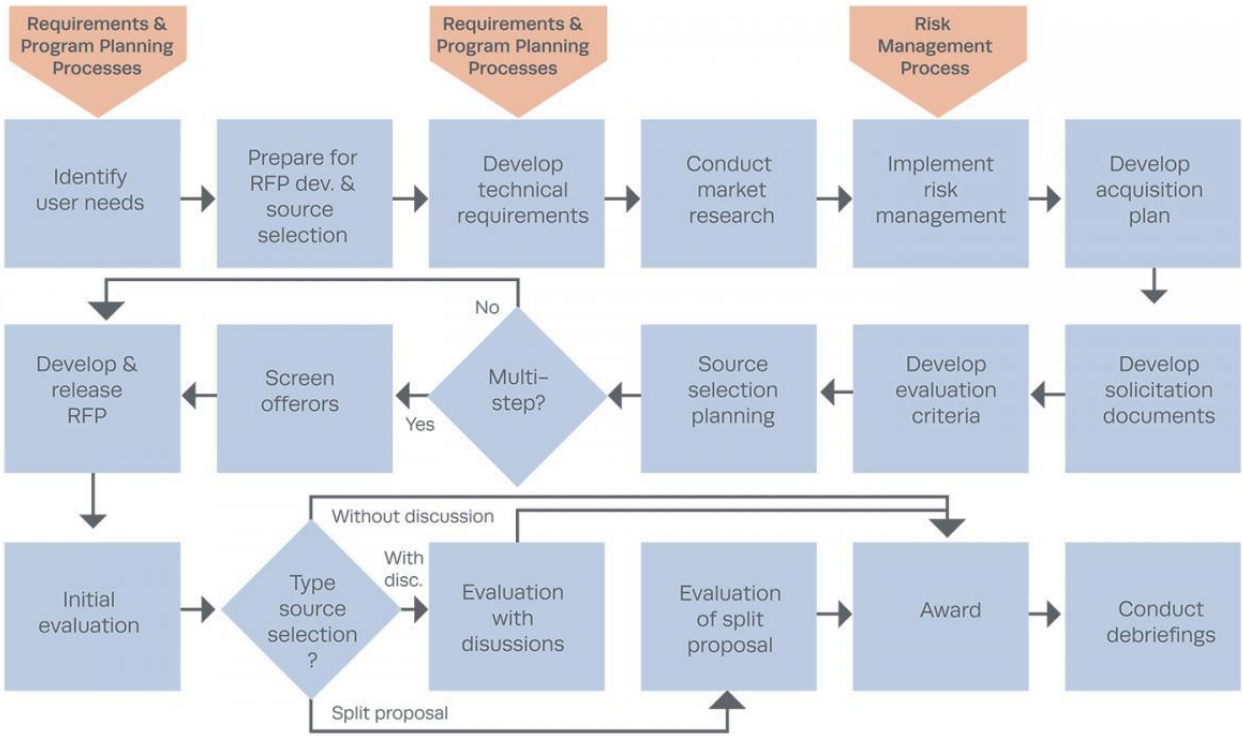 Requirements &
Program Planning
Processes
Requirements &
Program Planning
Processes
Risk
Management
Process
Identify
user needs
Prepare for
RFP dev. &
source
selection
Develop
technical
requirements
Conduct
market
research
Implement
risk
management
Develop
acquisition
plan
No
Develop &
release
RFP
Screen
offerors
Yes
Multi-
step?
Source
selection
planning
Develop
evaluation
criteria
Develop
solicitation
documents
Without discussion
Initial
evaluation
Type
source
selection
?
With
disc.
Evaluation
with
disussions
Evaluation
of split
proposal
Award
Conduct
debriefings
Split proposal